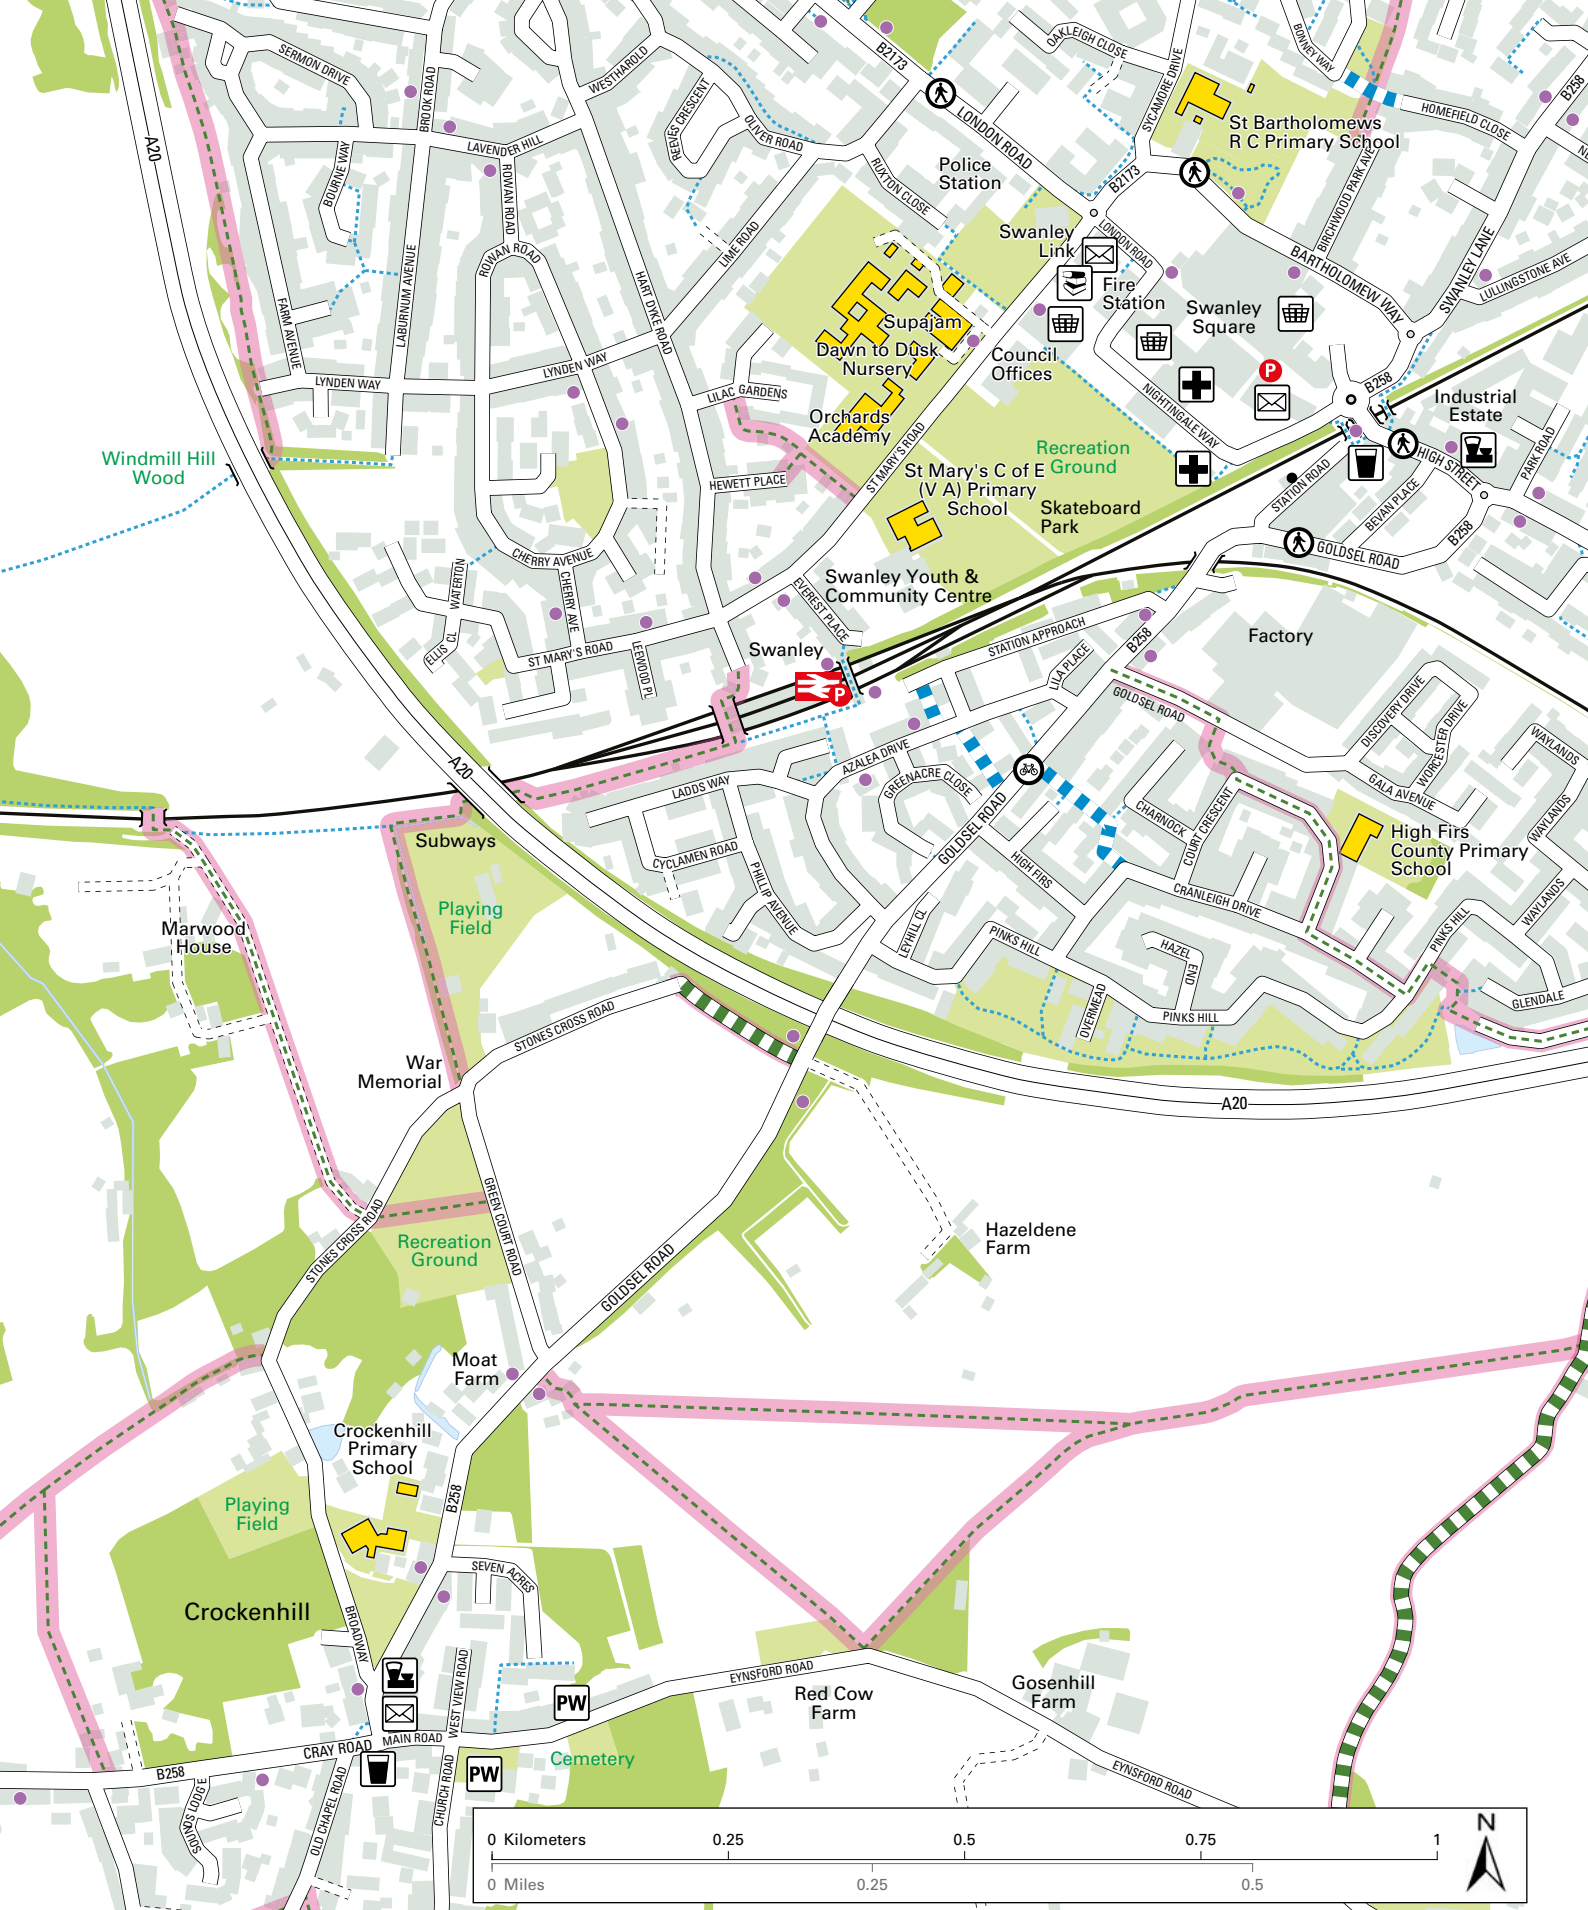 SERMON DRIVE
BROOK ROAD
WESTHAROLD
B2173
OAKLEIGH CLOSE
SYCAMORE DRIVE
BONNEY WAY
B258
A20
BOURNE WAY
LAVENDER HILL
ROWAN ROAD
REEVES CRESCENT
OLIVER ROAD
LONDON ROAD
HOMEFIELD CLOSE
St Bartholomews
R C Primary School
Police
Station
B2173
RUXTON CLOSE
BIRCHWOOD PARK AVE
LIME ROAD
ROWAN ROAD
LABURNUM AVENUE
FARM AVENUE
HART DYKE ROAD
Swanley
Link
LONDON ROAD
BARTHOLOMEW WAY
SWANLEY LANE
LULLINGSTONE AVE
Fire
Station
Swanley
Square
Supajam
Dawn to Dusk
Nursery
Council
Offices
LYNDEN WAY
LYNDEN WAY
LILAC GARDENS
NIGHTINGALE WAY
P
B258
Industrial
Estate
Orchards
Academy
ST MARY'S ROAD
Recreation
Ground
Windmill Hill
Wood
HEWETT PLACE
St Mary's C of E
(V A) Primary
School
Skateboard
Park
STATION ROAD
HIGH STREET
BEVAN PLACE
PARK ROAD
B258
GOLDSEL ROAD
CHERRY AVENUE
WATERTON
CHERRY AVE
ELLIS CL
ST MARY'S ROAD
LEEWOOD PL
EVEREST PLACE
Swanley Youth &
Community Centre
Swanley
P
STATION APPROACH
LILA PLACE
B258
Factory
GOLDSEL ROAD
DISCOVERY DRIVE
WORCESTER DRIVE
GALA AVENUE
WAYLANDS
WAYLANDS
WAYLANDS
A20
LADDS WAY
AZALEA DRIVE
GREENACRE CLOSE
GOLDSEL ROAD
CHARNOCK
COURT CRESCENT
High Firs
County Primary
School
Subways
CYCLAMEN ROAD
PHILLIP AVENUE
HIGH FIRS
CRANLEIGH DRIVE
Playing
Field
LEYHILL CL
PINKS HILL
HAZEL
END
PINKS HILL
PINKS HILL
GLENDALE
OVERMEAD
Marwood
House
STONES CROSS ROAD
War
Memorial
A20
GREEN COURT ROAD
STONES CROSS ROAD
Recreation
Ground
GOLDSEL ROAD
Hazeldene
Farm
Moat
Farm
Crockenhill
Primary
School
Playing
Field
B258
SEVEN ACRES
Crockenhill
BROADWAY
WEST VIEW ROAD
EYNSFORD ROAD
Red Cow
Farm
Gosenhill
Farm
PW
CRAY ROAD
MAIN ROAD
Cemetery
PW
B258
SOUNDS LODGE
OLD CHAPEL ROAD
CHURCH ROAD
EYNSFORD ROAD
0 Kilometers 0.25 0.5 0.75 1
0 Miles 0.25 0.5
N